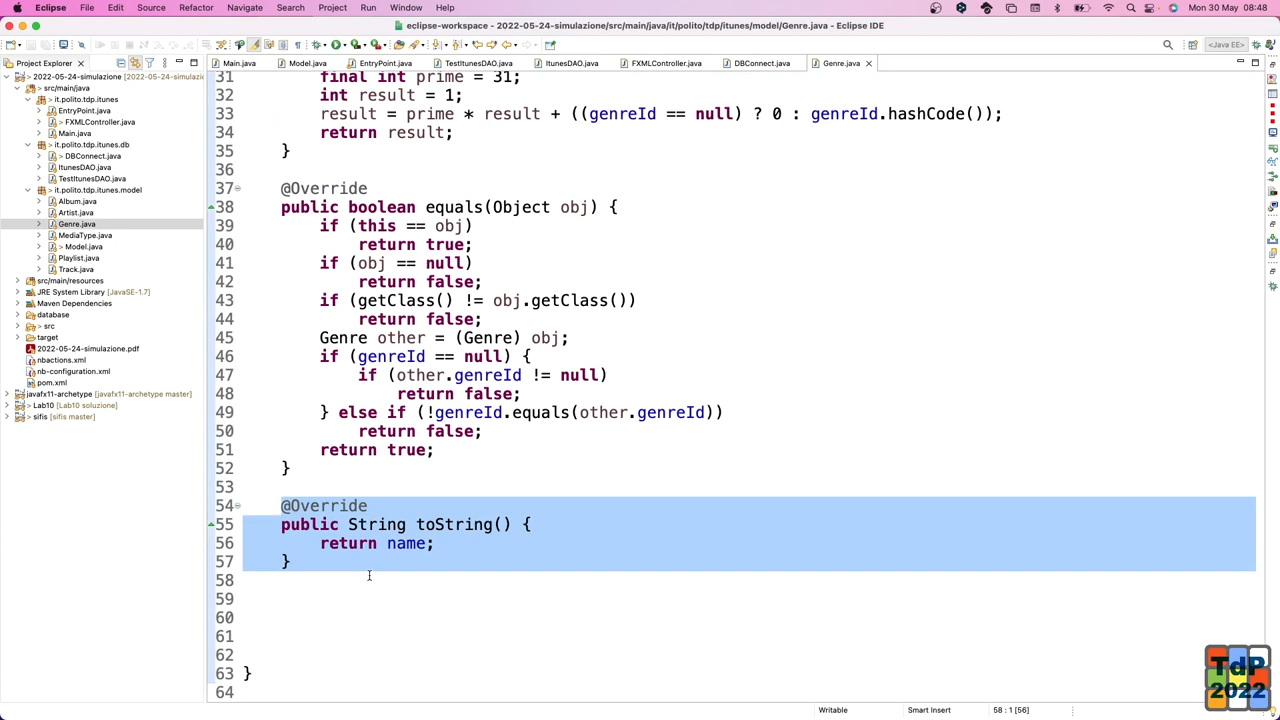 Eclipse File Edit Source Refactor Navigate Search Project Run Window Help Mon 30 May 08:48
eclipse-workspace - 2022-05-24-simulazione/src/main/java/it/polito/tdp/itunes/model/Genre.java - Eclipse IDE
<Java EE>
Project Explorer
Main.java Model.java EntryPoint.java TestItunesDAO.java ItunesDAO.java FXMLController.java DBConnect.java Genre.java
> 2022-05-24-simulazione [2022-05-24-simulazi
src/main/java
> it.polito.tdp.itunes
> EntryPoint.java
> FXMLController.java
> Main.java
it.polito.tdp.itunes.db
> DBConnect.java
ItunesDAO.java
TestItunesDAO.java
> it.polito.tdp.itunes.model
Album.java
Artist.java
Genre.java
MediaType.java
> Model.java
Playlist.java
Track.java
src/main/resources
JRE System Library [JavaSE-1.7]
Maven Dependencies
database
> src
target
2022-05-24-simulazione.pdf
nbactions.xml
nb-configuration.xml
pom.xml
javafx11-archetype [javafx11-archetype master]
> Lab10 [Lab10 soluzione]
> sifis [sifis master]
31 final int prime = 31;
32 int result = 1;
33 result = prime * result + ((genreId == null) ? 0 : genreId.hashCode());
34 return result;
35 }
36
37 @Override
38 public boolean equals(Object obj) {
39 if (this == obj)
40 return true;
41 if (obj == null)
42 return false;
43 if (getClass() != obj.getClass())
44 return false;
45 Genre other = (Genre) obj;
46 if (genreId == null) {
47 if (other.genreId != null)
48 return false;
49 } else if (!genreId.equals(other.genreId))
50 return false;
51 return true;
52 }
53
54 @Override
55 public String toString() {
56 return name;
57 }
58
59
60
61
62
63 }
64
Writable Smart Insert 58 : 1 [56]
TdP
2022